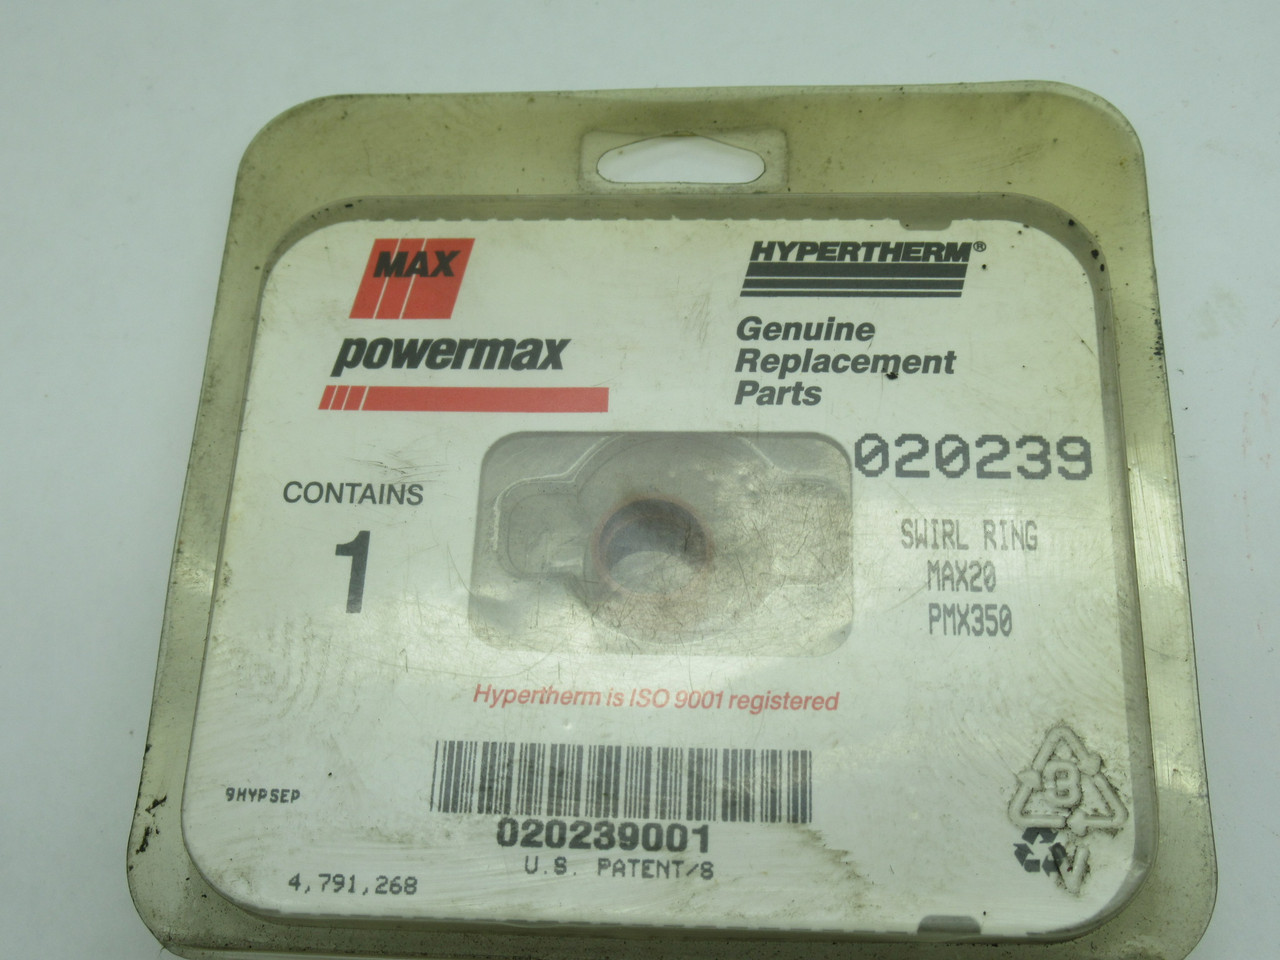 MAX
powermax
HYPERTHERM®
Genuine
Replacement
Parts
020239
CONTAINS
1
SWIRL RING
MAX20
PMX350
Hypertherm is ISO 9001 registered
9HYPSEP
020239001
U.S. PATENT/S
4,791,268
3
V